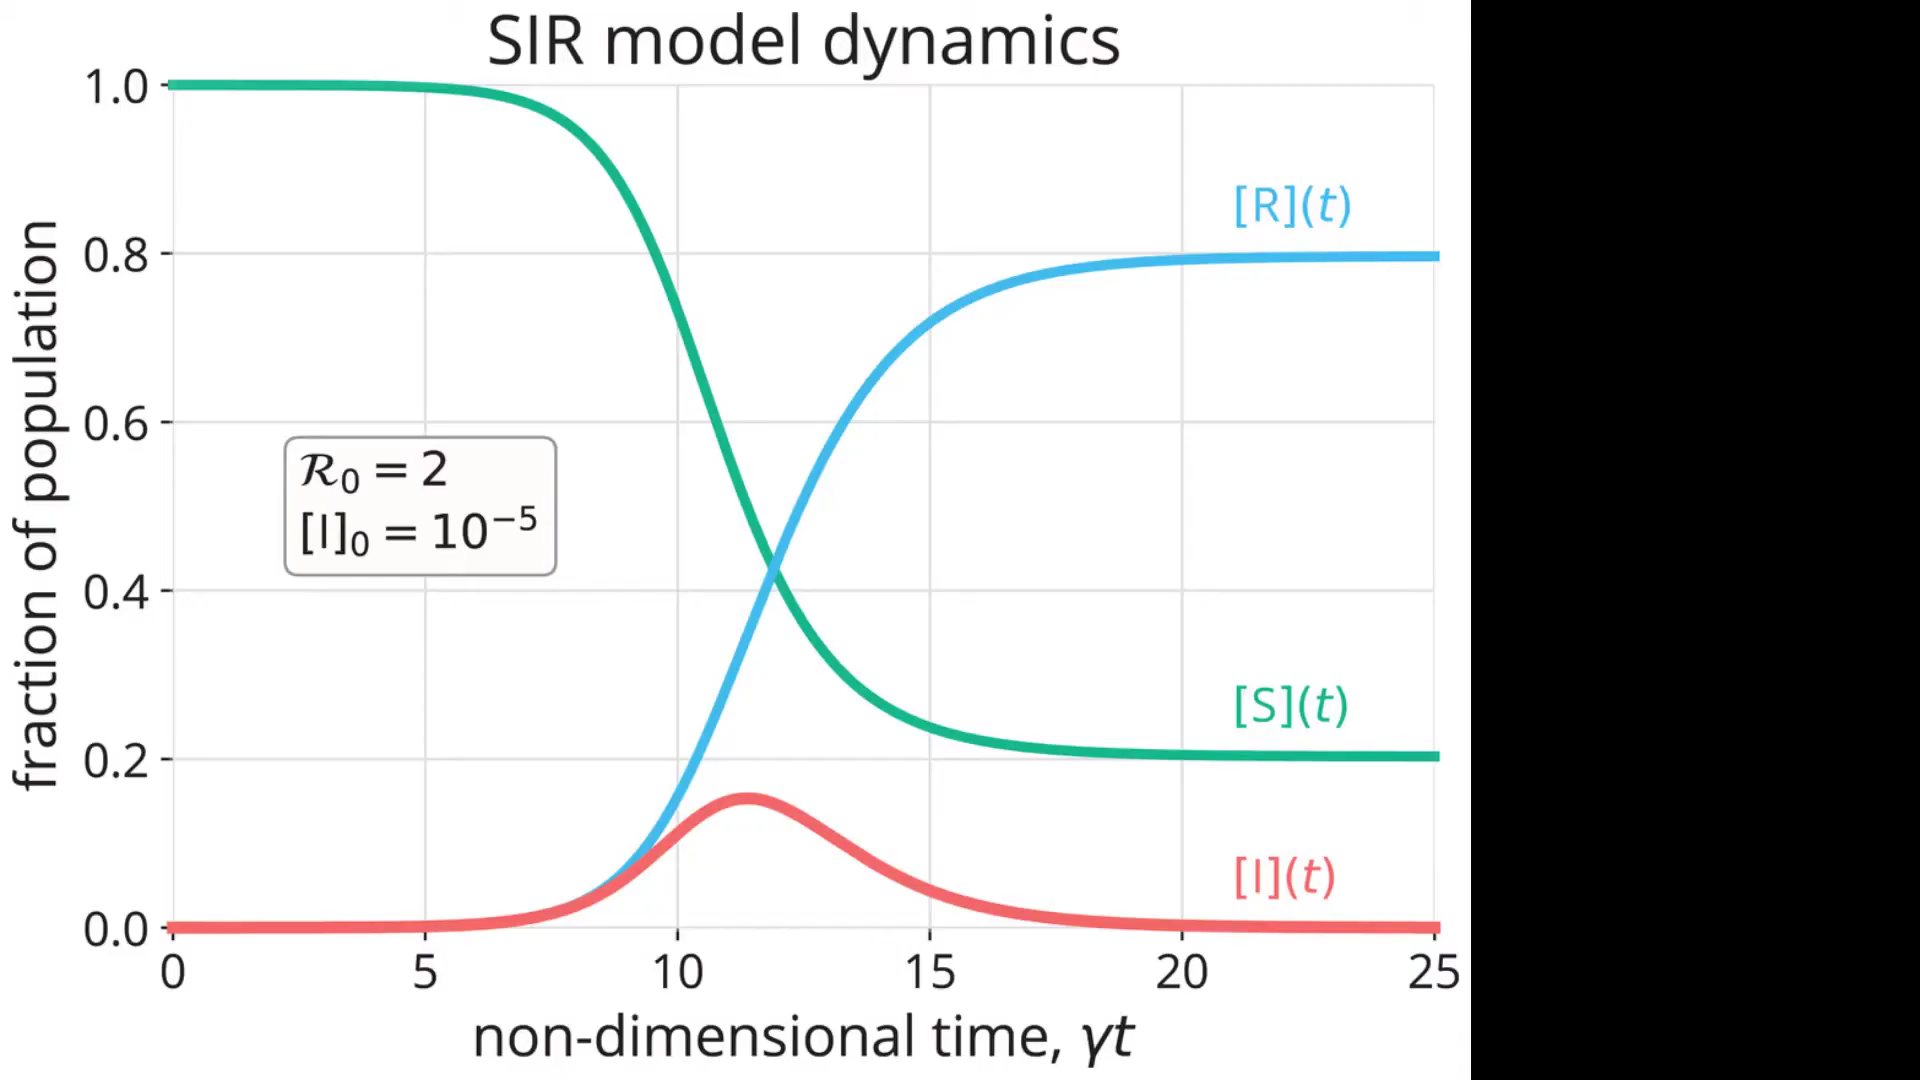 SIR model dynamics
1.0
0.8
0.6
0.4
0.2
0.0
fraction of population
ℛ₀ = 2
[I]₀ = 10⁻⁵
[R](t)
[S](t)
[I](t)
0 5 10 15 20 25
non-dimensional time, γt